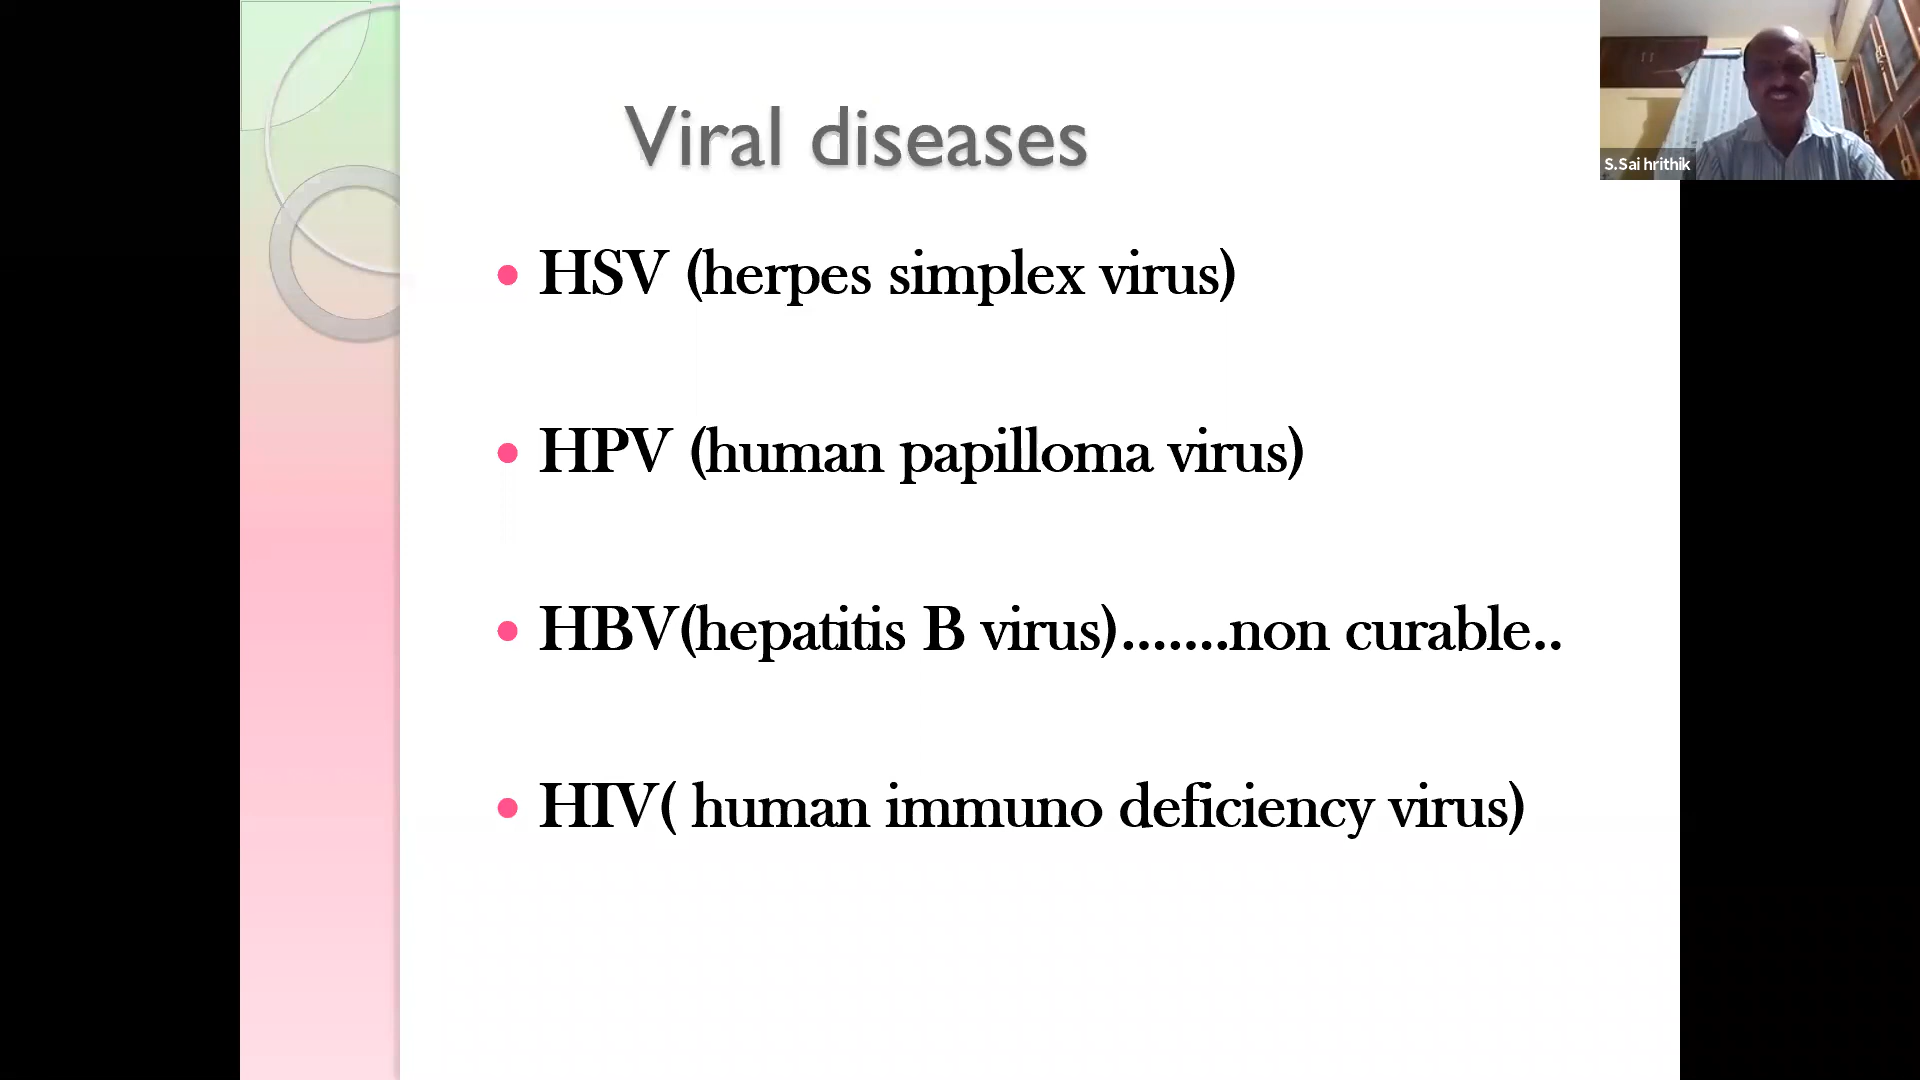 Viral diseases
S.Sai hrithik
• HSV (herpes simplex virus)
• HPV (human papilloma virus)
• HBV(hepatitis B virus).......non curable..
• HIV( human immuno deficiency virus)